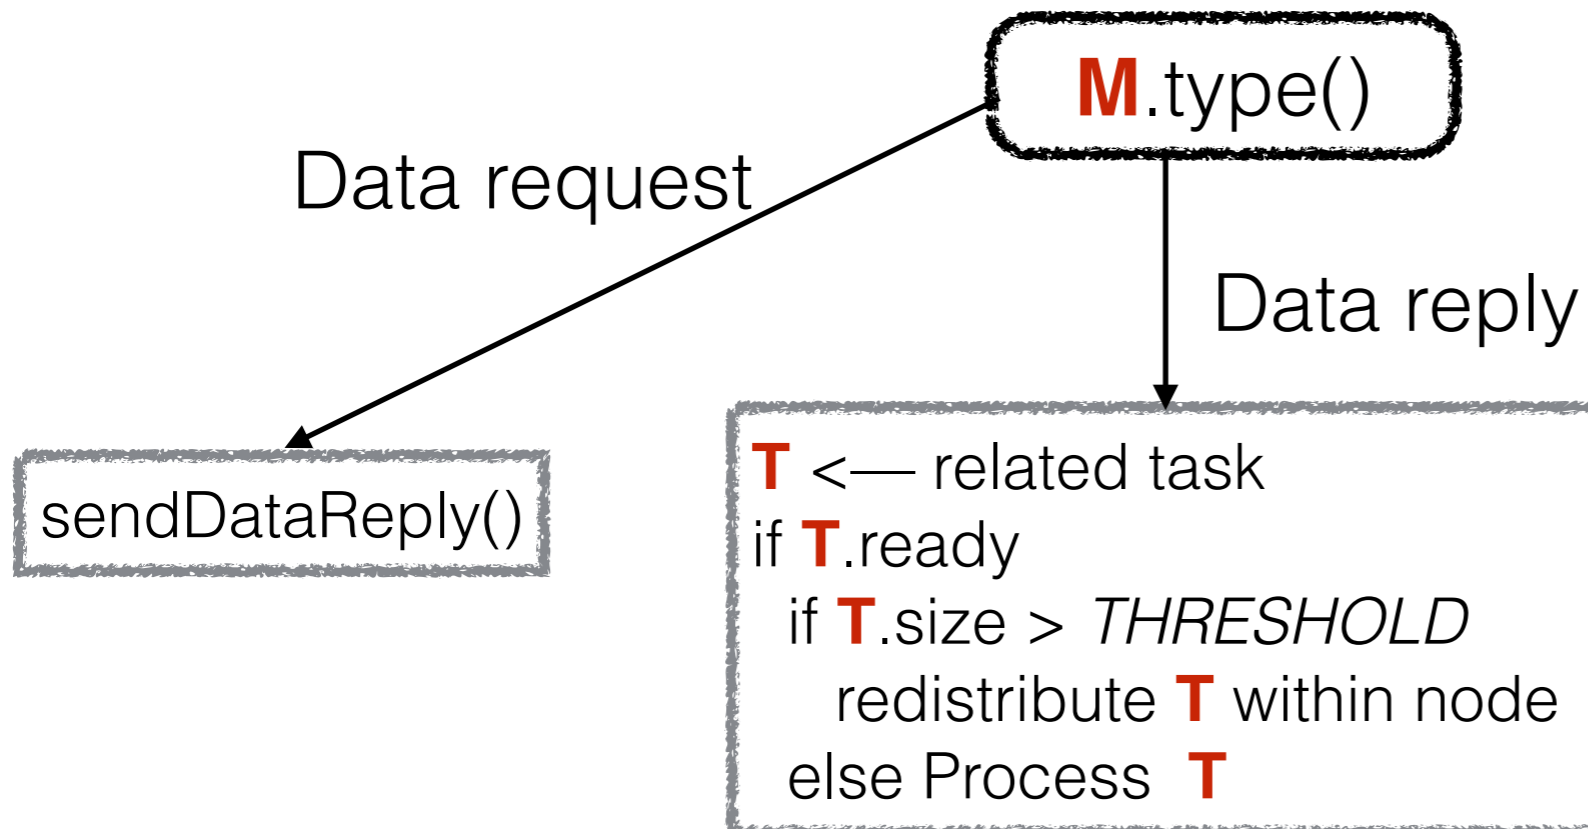 M.type()
Data request
Data reply
sendDataReply()
T <— related task
if T.ready
if T.size > THRESHOLD
redistribute T within node
else Process T